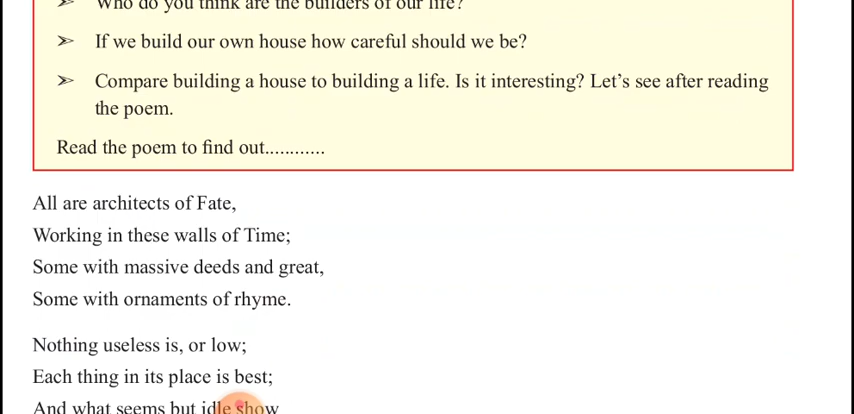 ➢ Who do you think are the builders of our life?
➢ If we build our own house how careful should we be?
➢ Compare building a house to building a life. Is it interesting? Let’s see after reading
the poem.
Read the poem to find out............
All are architects of Fate,
Working in these walls of Time;
Some with massive deeds and great,
Some with ornaments of rhyme.
Nothing useless is, or low;
Each thing in its place is best;
And what seems but idle show